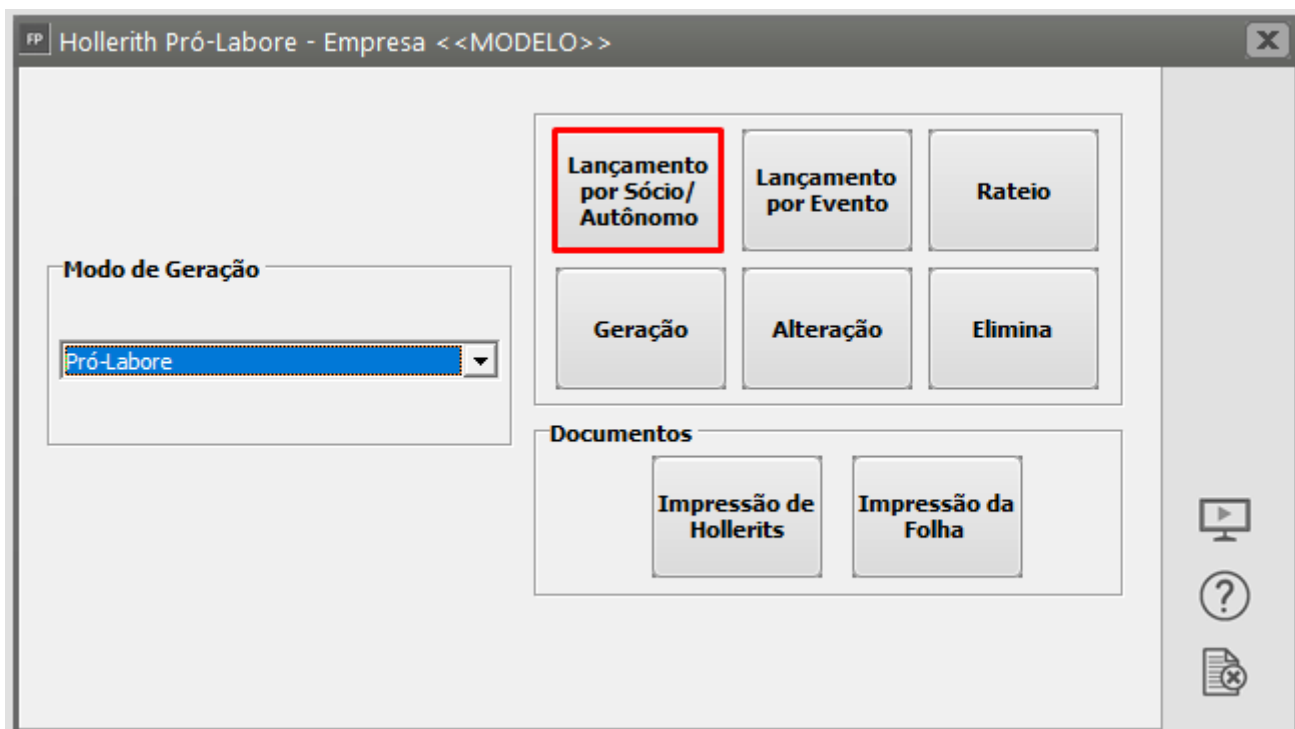 FP Hollerith Pró-Labore - Empresa <<MODELO>>
Modo de Geração
Pró-Labore
Lançamento
por Sócio/
Autônomo
Lançamento
por Evento
Rateio
Geração
Alteração
Elimina
Documentos
Impressão de
Hollerits
Impressão da
Folha